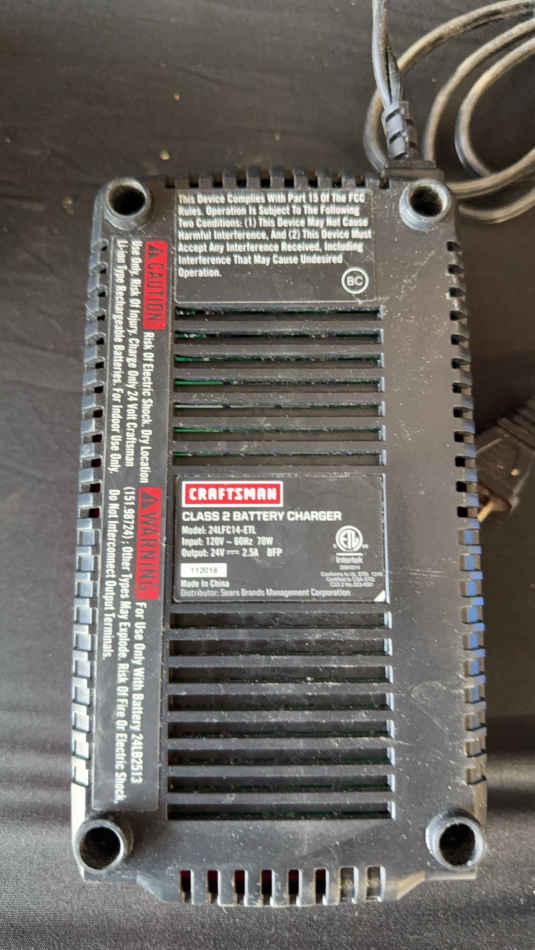 This Device Complies With Part 15 Of The FCC
Rules. Operation Is Subject To The Following
Two Conditions: (1) This Device May Not Cause
Harmful Interference, And (2) This Device Must
Accept Any Interference Received, Including
Interference That May Cause Undesired
Operation.
BC
CAUTION Risk Of Electric Shock. Dry Location
Use Only. Risk Of Injury. Charge Only 24 Volt Craftsman
Li-ion Type Rechargeable Batteries. For Indoor Use Only.
WARNING For Use Only With Battery 24LB2513
(151.98724) ; Other Types May Explode. Risk Of Fire Or Electric Shock.
Do Not Interconnect Output Terminals.
CRAFTSMAN
CLASS 2 BATTERY CHARGER
Model: 24LFC14-ETL
Input: 120V ~ 60Hz 70W
Output: 24V 2.5A BFP
112018
Made In China
Distributor: Sears Brands Management Corporation
ETL
Intertek